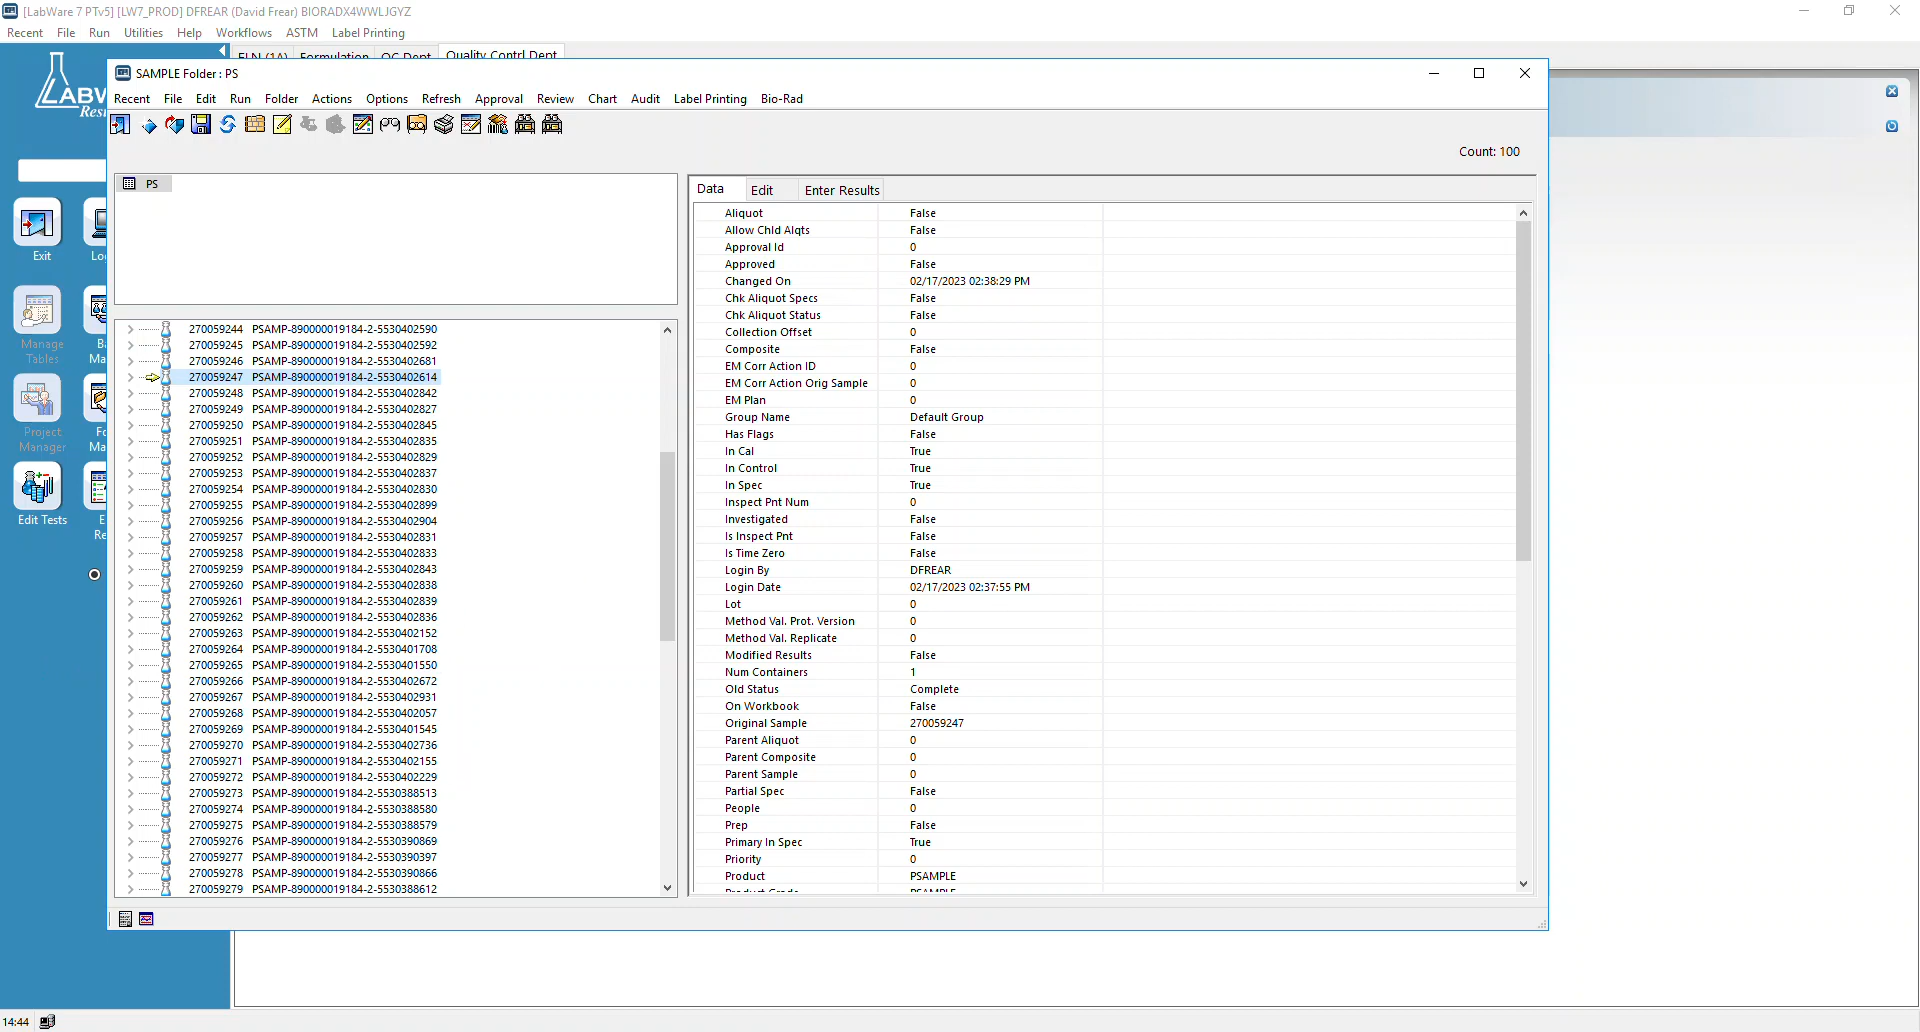 [LabWare 7 PTv5] [LW7_PROD] DFREAR (David Frear) BIORADX4WWLJGYZ
Recent File Run Utilities Help Workflows ASTM Label Printing
ELN (1A) Formulation QC Dept Quality Contrl Dept
SAMPLE Folder : PS
Recent File Edit Run Folder Actions Options Refresh Approval Review Chart Audit Label Printing Bio-Rad
Count: 100
PS
Exit
Manage
Tables
Project
Manager
Edit Tests
Data Edit Enter Results
270059244 PSAMP-890000019184-2-5530402590
270059245 PSAMP-890000019184-2-5530402592
270059246 PSAMP-890000019184-2-5530402681
270059247 PSAMP-890000019184-2-5530402614
270059248 PSAMP-890000019184-2-5530402842
270059249 PSAMP-890000019184-2-5530402827
270059250 PSAMP-890000019184-2-5530402845
270059251 PSAMP-890000019184-2-5530402835
270059252 PSAMP-890000019184-2-5530402829
270059253 PSAMP-890000019184-2-5530402837
270059254 PSAMP-890000019184-2-5530402830
270059255 PSAMP-890000019184-2-5530402899
270059256 PSAMP-890000019184-2-5530402904
270059257 PSAMP-890000019184-2-5530402831
270059258 PSAMP-890000019184-2-5530402833
270059259 PSAMP-890000019184-2-5530402843
270059260 PSAMP-890000019184-2-5530402838
270059261 PSAMP-890000019184-2-5530402839
270059262 PSAMP-890000019184-2-5530402836
270059263 PSAMP-890000019184-2-5530402152
270059264 PSAMP-890000019184-2-5530401708
270059265 PSAMP-890000019184-2-5530401550
270059266 PSAMP-890000019184-2-5530402672
270059267 PSAMP-890000019184-2-5530402931
270059268 PSAMP-890000019184-2-5530402057
270059269 PSAMP-890000019184-2-5530401545
270059270 PSAMP-890000019184-2-5530402736
270059271 PSAMP-890000019184-2-5530402155
270059272 PSAMP-890000019184-2-5530402229
270059273 PSAMP-890000019184-2-5530388513
270059274 PSAMP-890000019184-2-5530388580
270059275 PSAMP-890000019184-2-5530388579
270059276 PSAMP-890000019184-2-5530390869
270059277 PSAMP-890000019184-2-5530390397
270059278 PSAMP-890000019184-2-5530390866
270059279 PSAMP-890000019184-2-5530388612
Aliquot False
Allow Chld Alqts False
Approval Id 0
Approved False
Changed On 02/17/2023 02:38:29 PM
Chk Aliquot Specs False
Chk Aliquot Status False
Collection Offset 0
Composite False
EM Corr Action ID 0
EM Corr Action Orig Sample 0
EM Plan 0
Group Name Default Group
Has Flags False
In Cal True
In Control True
In Spec True
Inspect Pnt Num 0
Investigated False
Is Inspect Pnt False
Is Time Zero False
Login By DFREAR
Login Date 02/17/2023 02:37:55 PM
Lot 0
Method Val. Prot. Version 0
Method Val. Replicate 0
Modified Results False
Num Containers 1
Old Status Complete
On Workbook False
Original Sample 270059247
Parent Aliquot 0
Parent Composite 0
Parent Sample 0
Partial Spec False
People 0
Prep False
Primary In Spec True
Priority 0
Product PSAMPLE
Product Grade PSAMPLE
14:44